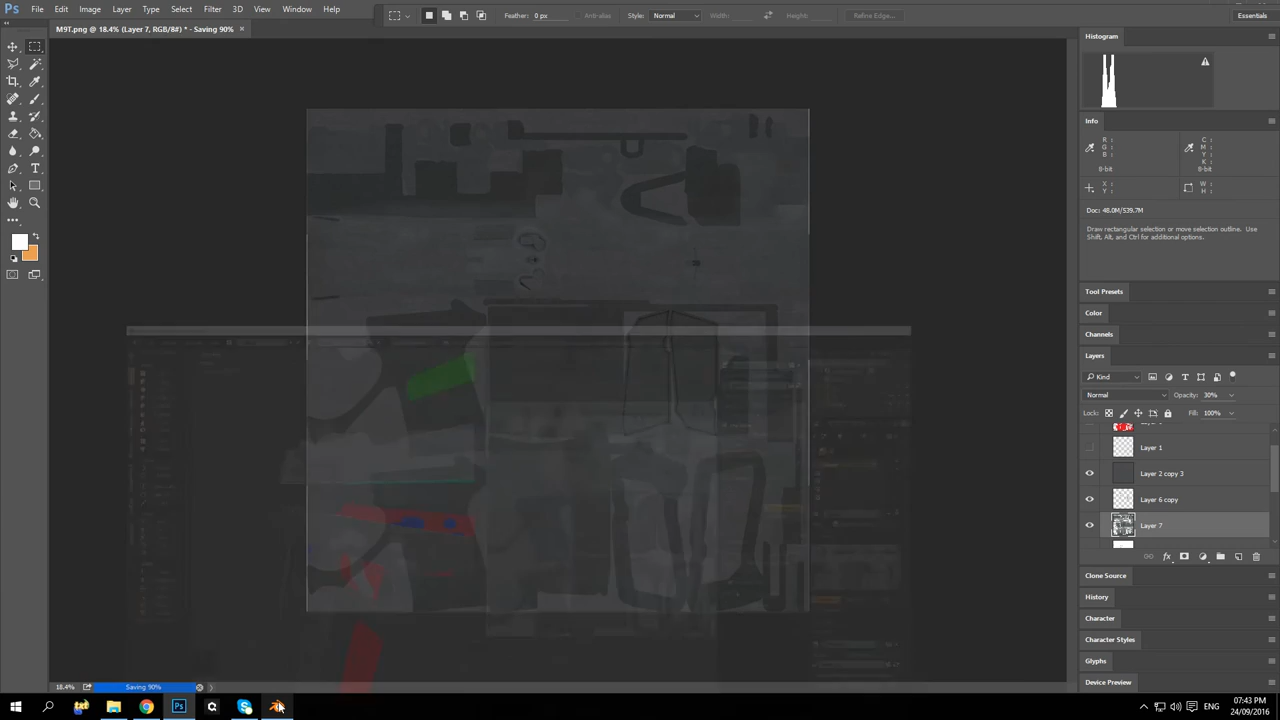 Ps File Edit Image Layer Type Select Filter 3D View Window Help
Feather: 0 px Anti-alias Style: Normal Width: Height: Refine Edge... Essentials
M9T.png @ 18.4% (Layer 7, RGB/8#) * - Saving 90% ×
Histogram
Info
R :
G :
B :
8-bit
C :
M :
Y :
K :
8-bit
X :
Y :
W :
H :
Doc: 48.0M/539.7M
Draw rectangular selection or move selection outline. Use
Shift, Alt, and Ctrl for additional options.
Tool Presets
Color
Channels
Layers
Kind
Normal Opacity: 30%
Lock: Fill: 100%
Layer 1
Layer 2 copy 3
Layer 6 copy
Layer 7
fx
Clone Source
History
Character
Character Styles
Glyphs
Device Preview
18.4% Saving 90%
Ps
ENG
07:43 PM
24/09/2016